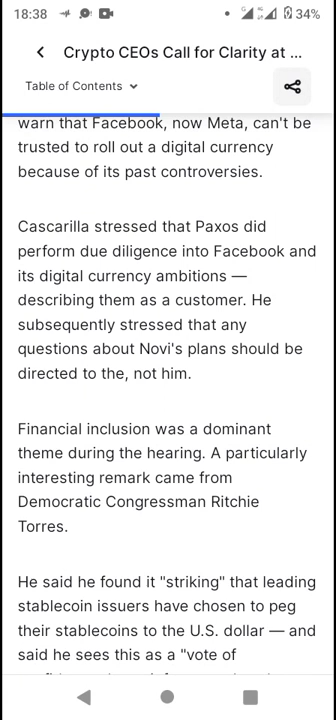 18:38
34%
Crypto CEOs Call for Clarity at ...
Table of Contents
warn that Facebook, now Meta, can't be
trusted to roll out a digital currency
because of its past controversies.
Cascarilla stressed that Paxos did
perform due diligence into Facebook and
its digital currency ambitions —
describing them as a customer. He
subsequently stressed that any
questions about Novi's plans should be
directed to the, not him.
Financial inclusion was a dominant
theme during the hearing. A particularly
interesting remark came from
Democratic Congressman Ritchie
Torres.
He said he found it "striking" that leading
stablecoin issuers have chosen to peg
their stablecoins to the U.S. dollar — and
said he sees this as a "vote of